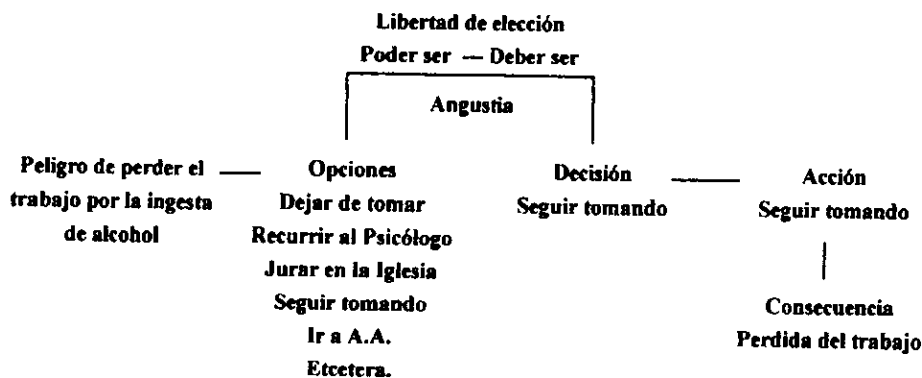 Libertad de elección
Poder ser — Deber ser
Angustia
Peligro de perder el
trabajo por la ingesta
de alcohol
Opciones
Dejar de tomar
Recurrir al Psicólogo
Jurar en la Iglesia
Seguir tomando
Ir a A.A.
Etcetera.
Decisión
Seguir tomando
Acción
Seguir tomando
Consecuencia
Perdida del trabajo